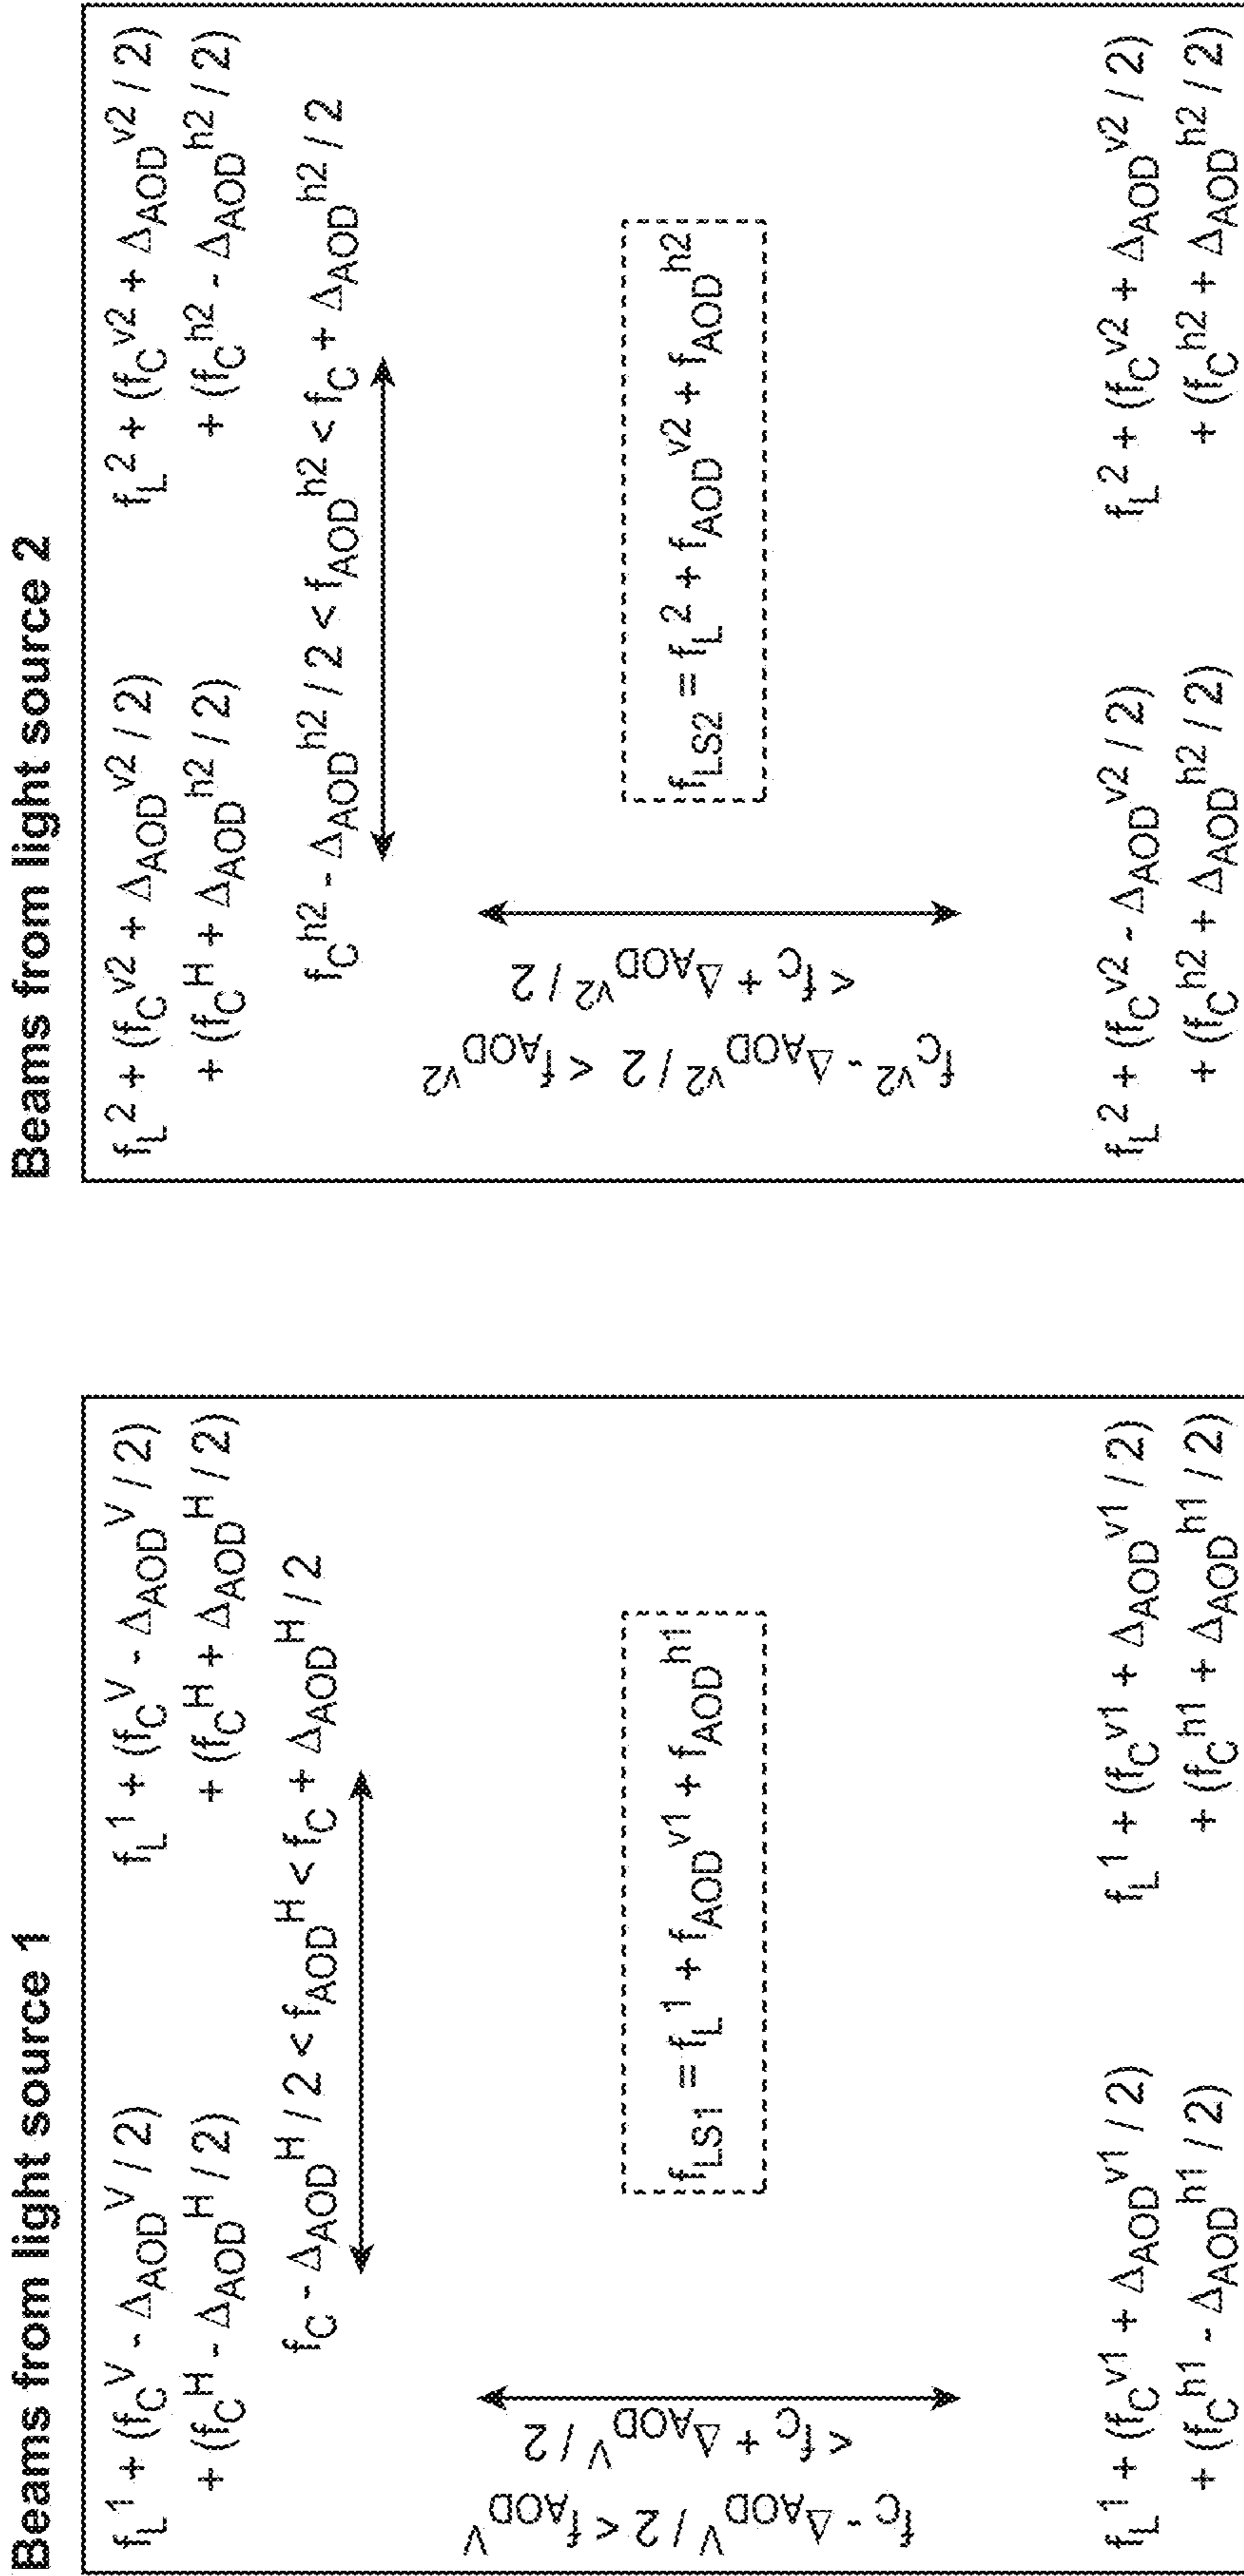 Beams from light source 1
f_L^1 + (f_C^V - Δ_AOD^V / 2)
+ (f_C^H - Δ_AOD^H / 2)
f_L^1 + (f_C^V - Δ_AOD^V / 2)
+ (f_C^H + Δ_AOD^H / 2)
f_C - Δ_AOD^H / 2 < f_AOD^H < f_C + Δ_AOD^H / 2
f_C - Δ_AOD^V / 2 < f_AOD^V
< f_C + Δ_AOD^V / 2
f_LS1 = f_L^1 + f_AOD^v1 + f_AOD^h1
f_L^1 + (f_C^v1 + Δ_AOD^v1 / 2)
+ (f_C^h1 - Δ_AOD^h1 / 2)
f_L^1 + (f_C^v1 + Δ_AOD^v1 / 2)
+ (f_C^h1 + Δ_AOD^h1 / 2)
Beams from light source 2
f_L^2 + (f_C^v2 + Δ_AOD^v2 / 2)
+ (f_C^H + Δ_AOD^h2 / 2)
f_L^2 + (f_C^v2 + Δ_AOD^v2 / 2)
+ (f_C^h2 - Δ_AOD^h2 / 2)
f_C^h2 - Δ_AOD^h2 / 2 < f_AOD^h2 < f_C + Δ_AOD^h2 / 2
f_C^v2 - Δ_AOD^v2 / 2 < f_AOD^v2
< f_C + Δ_AOD^v2 / 2
f_LS2 = f_L^2 + f_AOD^v2 + f_AOD^h2
f_L^2 + (f_C^v2 - Δ_AOD^v2 / 2)
+ (f_C^h2 + Δ_AOD^h2 / 2)
f_L^2 + (f_C^v2 + Δ_AOD^v2 / 2)
+ (f_C^h2 + Δ_AOD^h2 / 2)